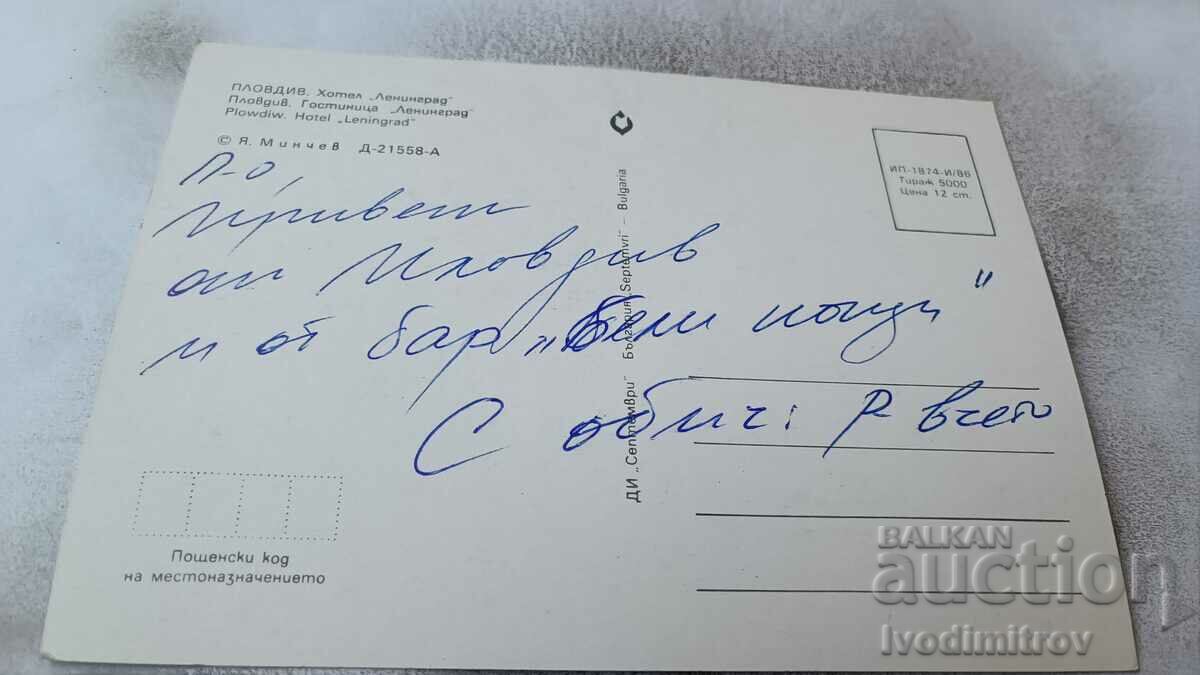 ПЛОВДИВ. Хотел „Ленинград"
Пловдив. Гостиница „Ленинград"
Plowdiw. Hotel „Leningrad"
© Я. Минчев Д-21558-А
П-о,
Привет
от Пловдив
и от бар „Бели нощи"
С обич:
ДИ „Септември" България „Septemvri" – Bulgaria
ИП-1874-И/86
Тираж 5000
Цена 12 ст.
Пощенски код
на местоназначението
BALKAN
auction
Ivodimitrov